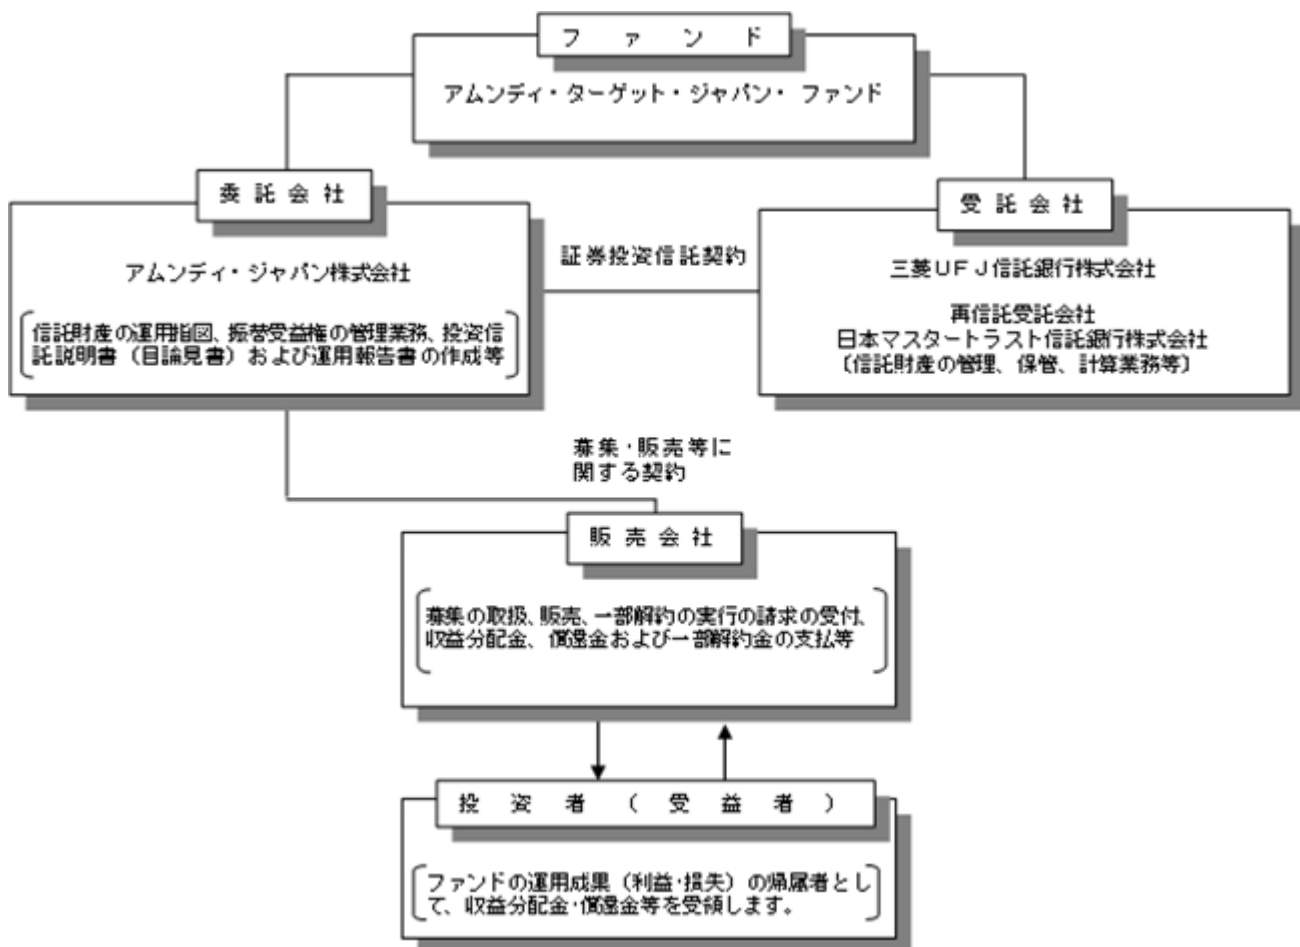 ファンド
アムンディ・ターゲット・ジャパン・ファンド
委託会社
アムンディ・ジャパン株式会社
信託財産の運用指図、振替受益権の管理業務、投資信
託説明書（目論見書）および運用報告書の作成等
証券投資信託契約
受託会社
三菱ＵＦＪ信託銀行株式会社
再信託受託会社
日本マスタートラスト信託銀行株式会社
〔信託財産の管理、保管、計算業務等〕
募集・販売等に
関する契約
販売会社
募集の取扱、販売、一部解約の実行の請求の受付、
収益分配金、償還金および一部解約金の支払等
投資者（受益者）
ファンドの運用成果（利益・損失）の帰属者とし
て、収益分配金・償還金等を受領します。